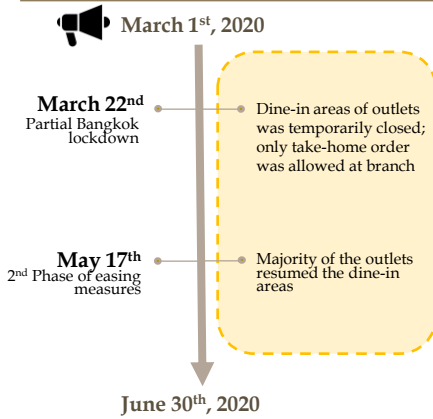 March 1st, 2020
March 22nd
Partial Bangkok
lockdown
Dine-in areas of outlets
was temporarily closed;
only take-home order
was allowed at branch
May 17th
2nd Phase of easing
measures
Majority of the outlets
resumed the dine-in
areas
June 30th, 2020